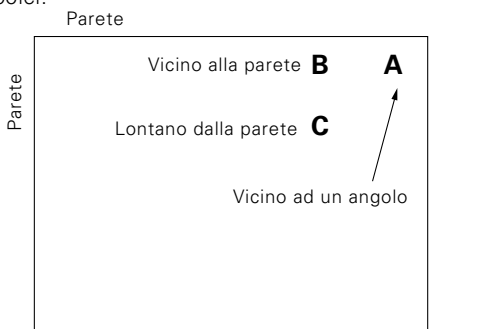 Parete
Vicino alla parete B A
Parete
Lontano dalla parete C
Vicino ad un angolo